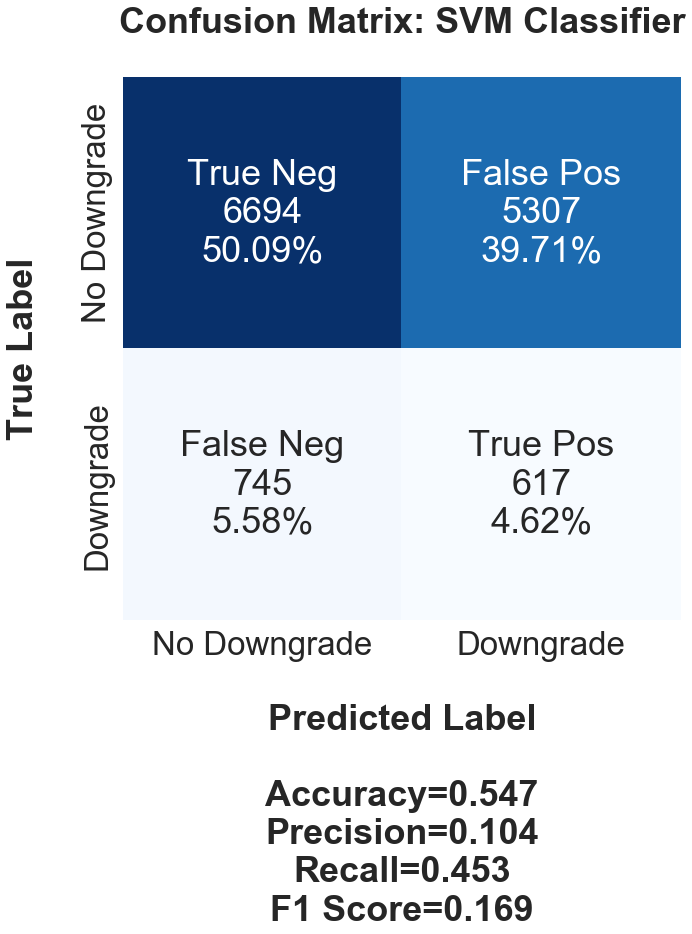 Confusion Matrix: SVM Classifier
True Label
No Downgrade
True Neg
6694
50.09%
False Pos
5307
39.71%
Downgrade
False Neg
745
5.58%
True Pos
617
4.62%
No Downgrade
Downgrade
Predicted Label
Accuracy=0.547
Precision=0.104
Recall=0.453
F1 Score=0.169